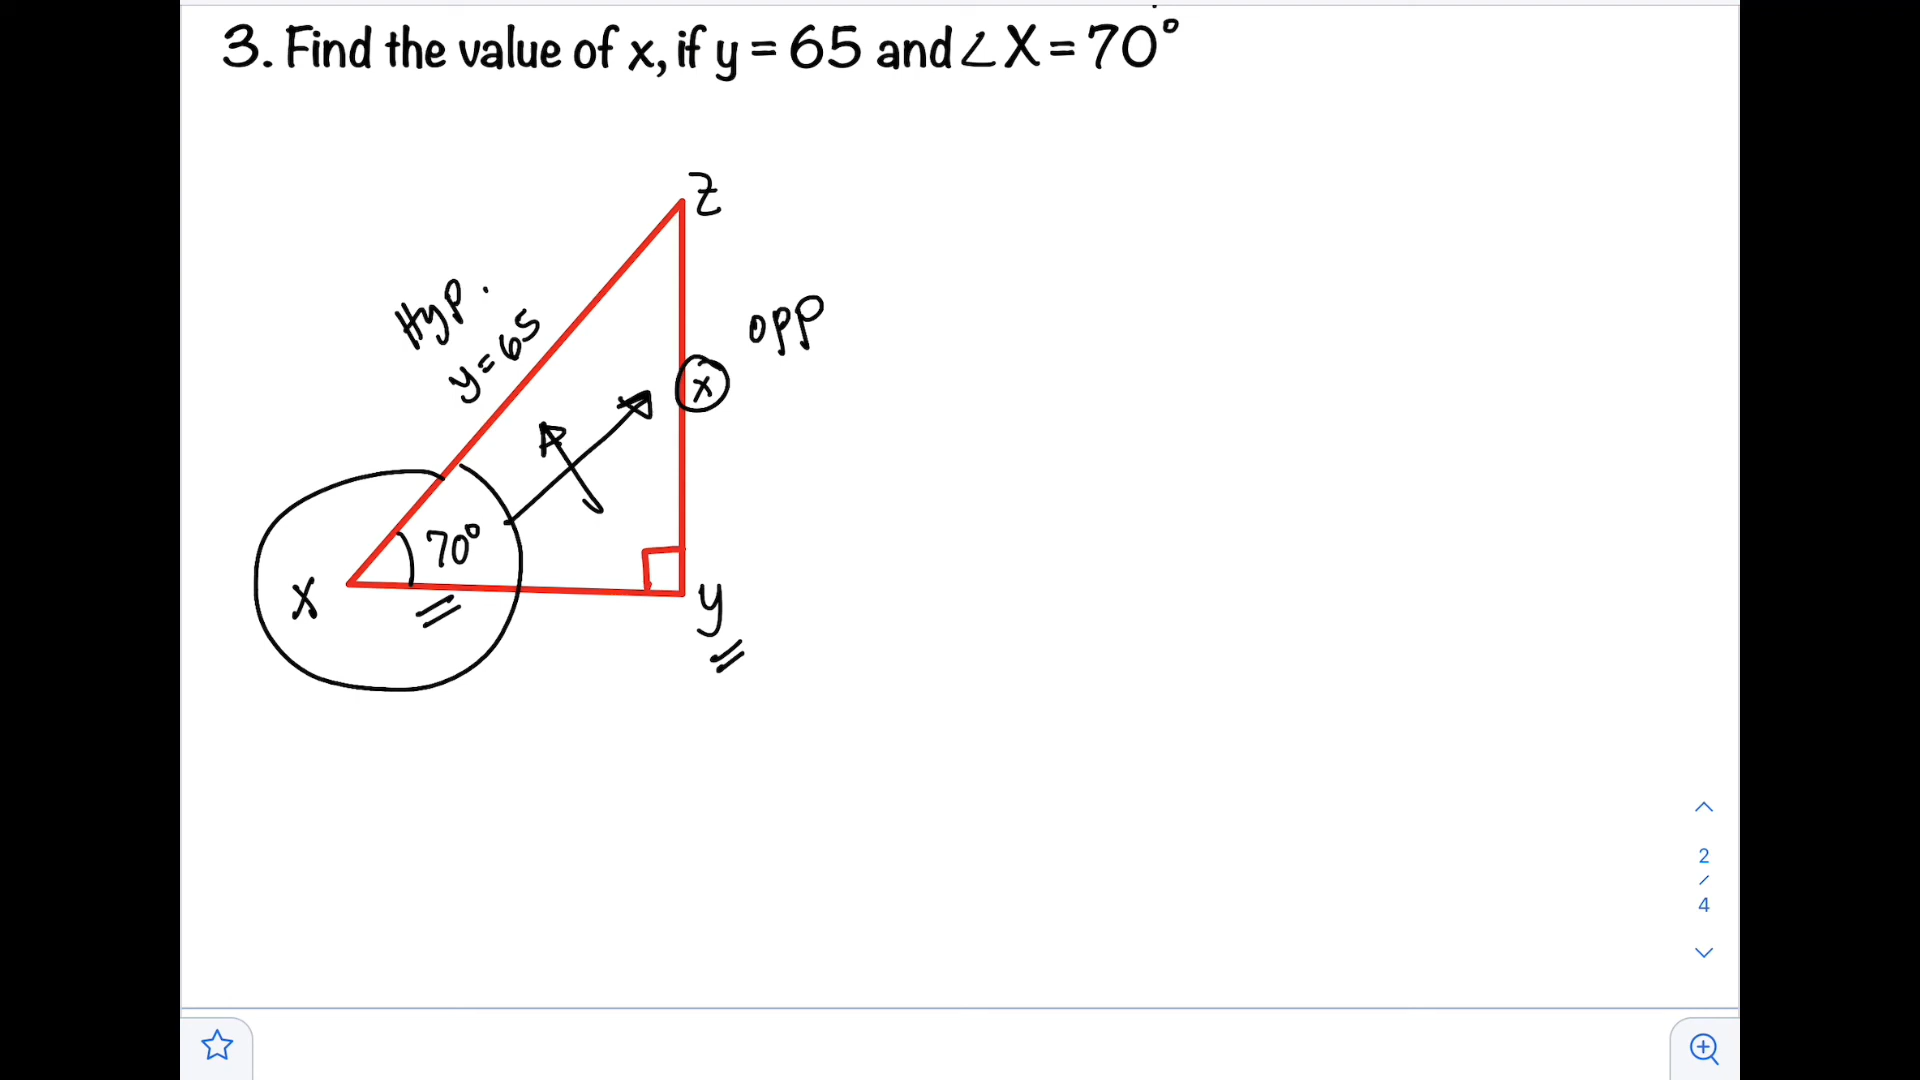 3. Find the value of x, if y = 65 and ∠X = 70°
Z
Hyp.
y = 65
opp
x
70°
X
y
2
/
4